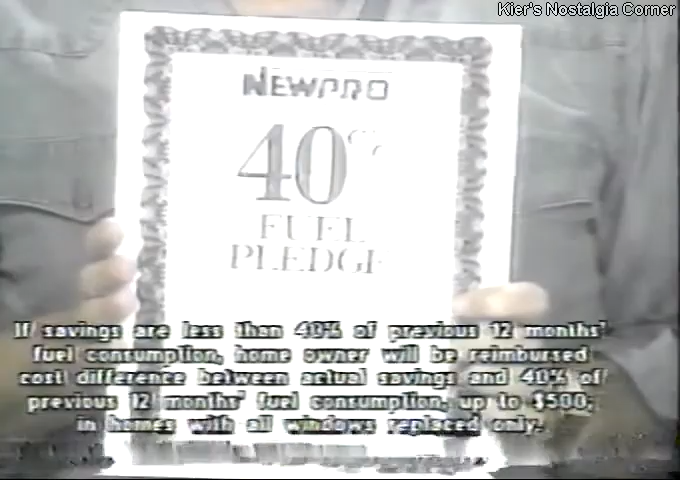 Kier's Nostalgia Corner
NEWPRO
40%
FUEL
PLEDGE
If savings are less than 40% of previous 12 months'
fuel consumption, home owner will be reimbursed
cost difference between actual savings and 40% of
previous 12 months' fuel consumption, up to $500,
in homes with all windows replaced only.